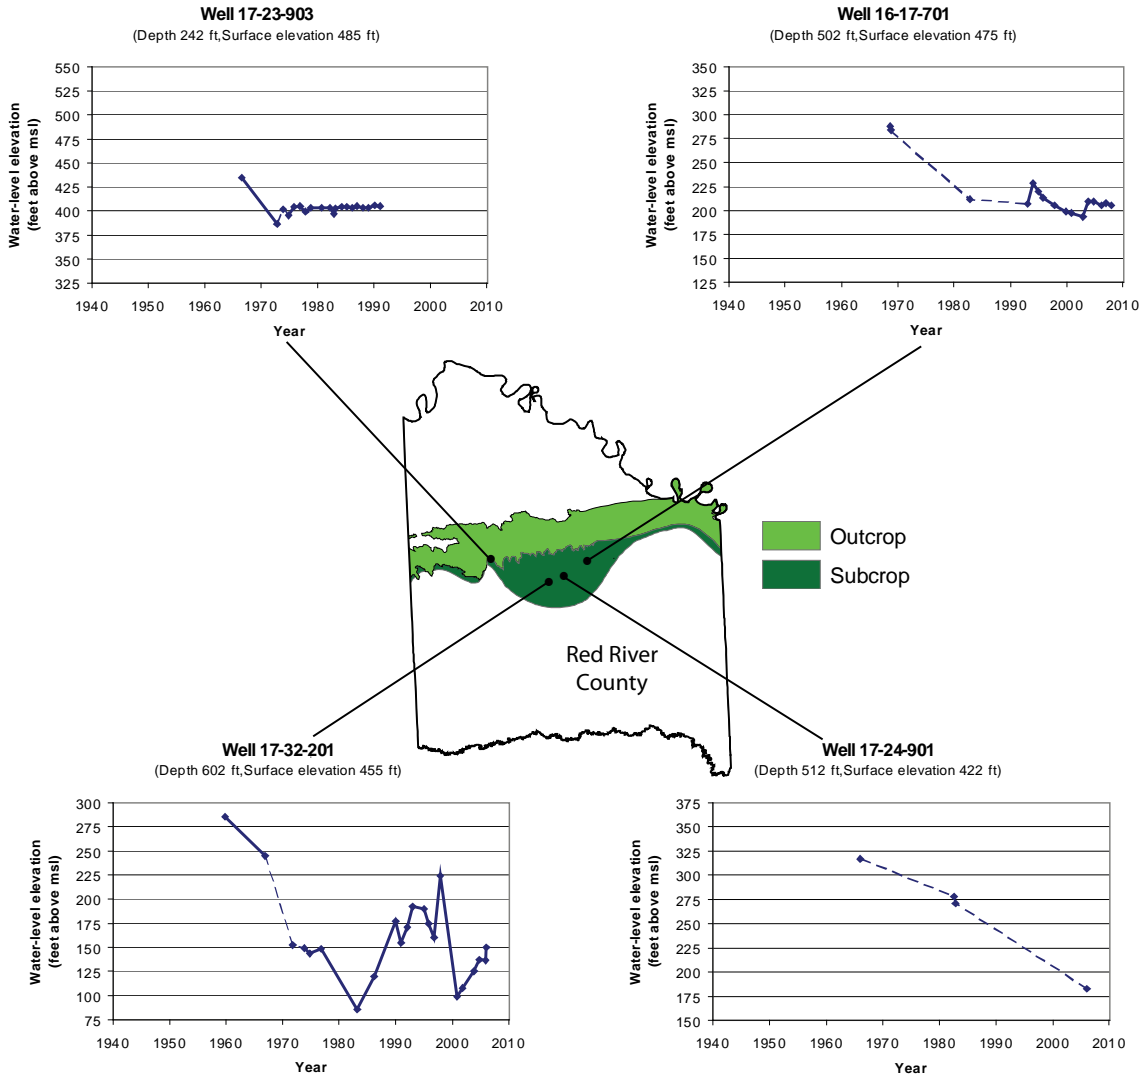 Well 17-23-903
(Depth 242 ft,Surface elevation 485 ft)
Water-level elevation
(feet above msl)
550
525
500
475
450
425
400
375
350
325
1940 1950 1960 1970 1980 1990 2000 2010
Year
Well 16-17-701
(Depth 502 ft,Surface elevation 475 ft)
Water-level elevation
(feet above msl)
350
325
300
275
250
225
200
175
150
125
1940 1950 1960 1970 1980 1990 2000 2010
Year
Outcrop
Subcrop
Red River
County
Well 17-32-201
(Depth 602 ft,Surface elevation 455 ft)
Water-level elevation
(feet above msl)
300
275
250
225
200
175
150
125
100
75
1940 1950 1960 1970 1980 1990 2000 2010
Year
Well 17-24-901
(Depth 512 ft,Surface elevation 422 ft)
Water-level elevation
(feet above msl)
375
350
325
300
275
250
225
200
175
150
1940 1950 1960 1970 1980 1990 2000 2010
Year